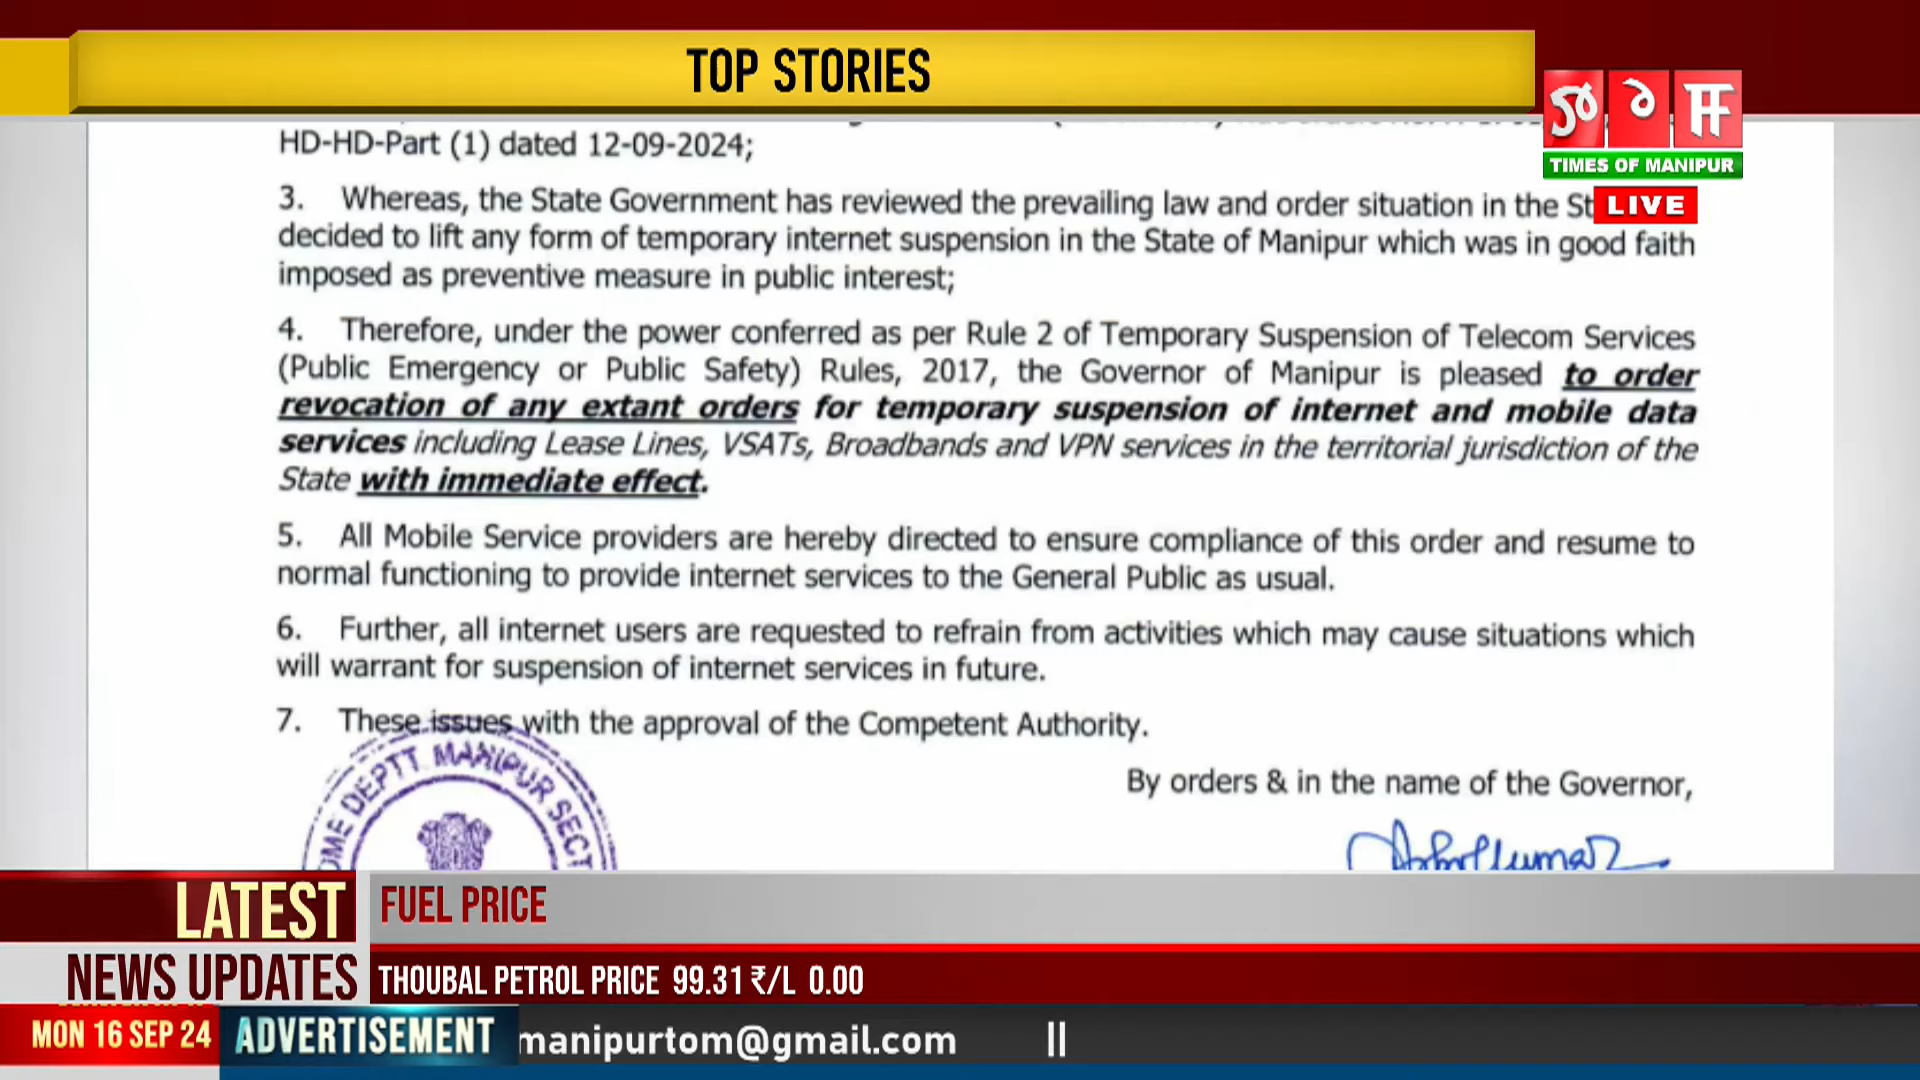 TOP STORIES
HD-HD-Part (1) dated 12-09-2024;
TIMES OF MANIPUR
LIVE
3. Whereas, the State Government has reviewed the prevailing law and order situation in the St
decided to lift any form of temporary internet suspension in the State of Manipur which was in good faith
imposed as preventive measure in public interest;
4. Therefore, under the power conferred as per Rule 2 of Temporary Suspension of Telecom Services
(Public Emergency or Public Safety) Rules, 2017, the Governor of Manipur is pleased to order
revocation of any extant orders for temporary suspension of internet and mobile data
services including Lease Lines, VSATs, Broadbands and VPN services in the territorial jurisdiction of the
State with immediate effect.
5. All Mobile Service providers are hereby directed to ensure compliance of this order and resume to
normal functioning to provide internet services to the General Public as usual.
6. Further, all internet users are requested to refrain from activities which may cause situations which
will warrant for suspension of internet services in future.
7. These issues with the approval of the Competent Authority.
OME DEPTT. MANIPUR SECTT
By orders & in the name of the Governor,
LATEST
NEWS UPDATES
FUEL PRICE
THOUBAL PETROL PRICE 99.31 ₹/L 0.00
MON 16 SEP 24
ADVERTISEMENT
manipurtom@gmail.com ||